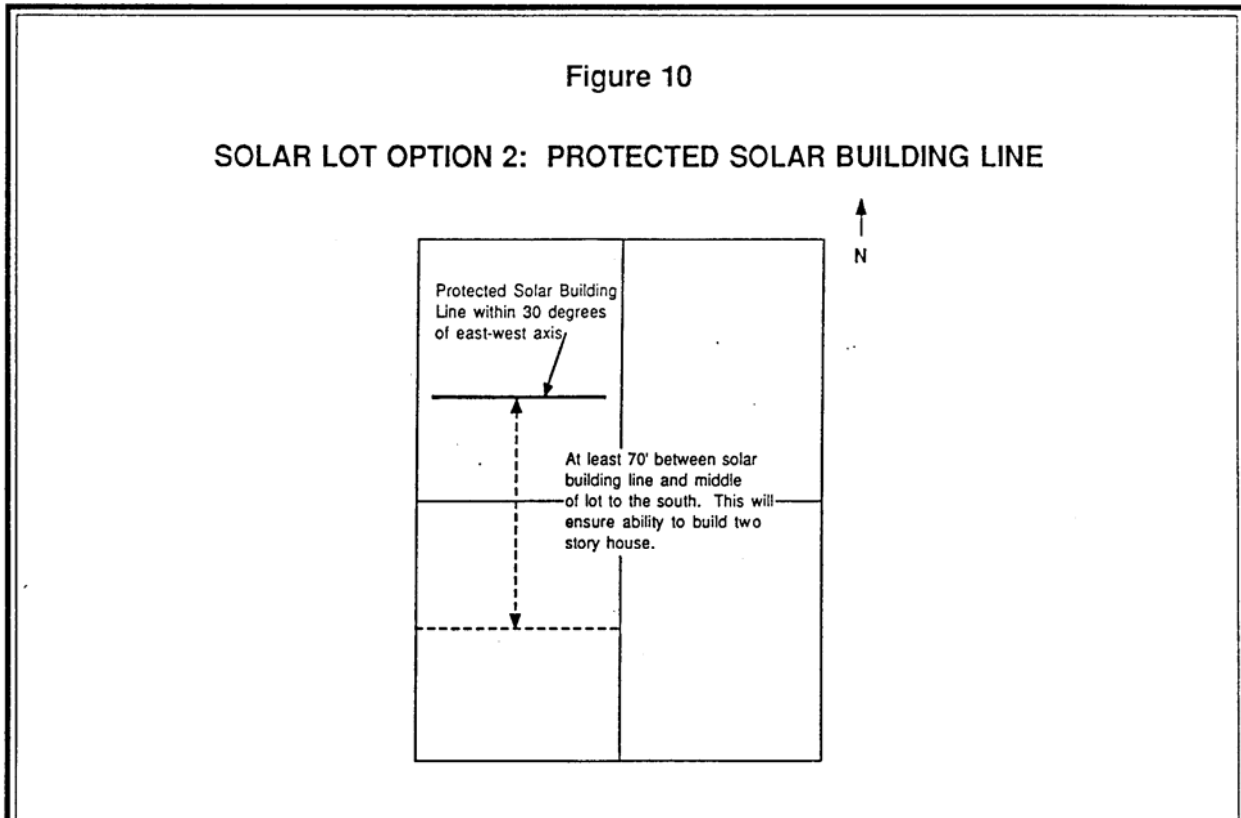 Figure 10
SOLAR LOT OPTION 2: PROTECTED SOLAR BUILDING LINE
N
Protected Solar Building
Line within 30 degrees
of east-west axis
At least 70' between solar
building line and middle
of lot to the south. This will
ensure ability to build two
story house.